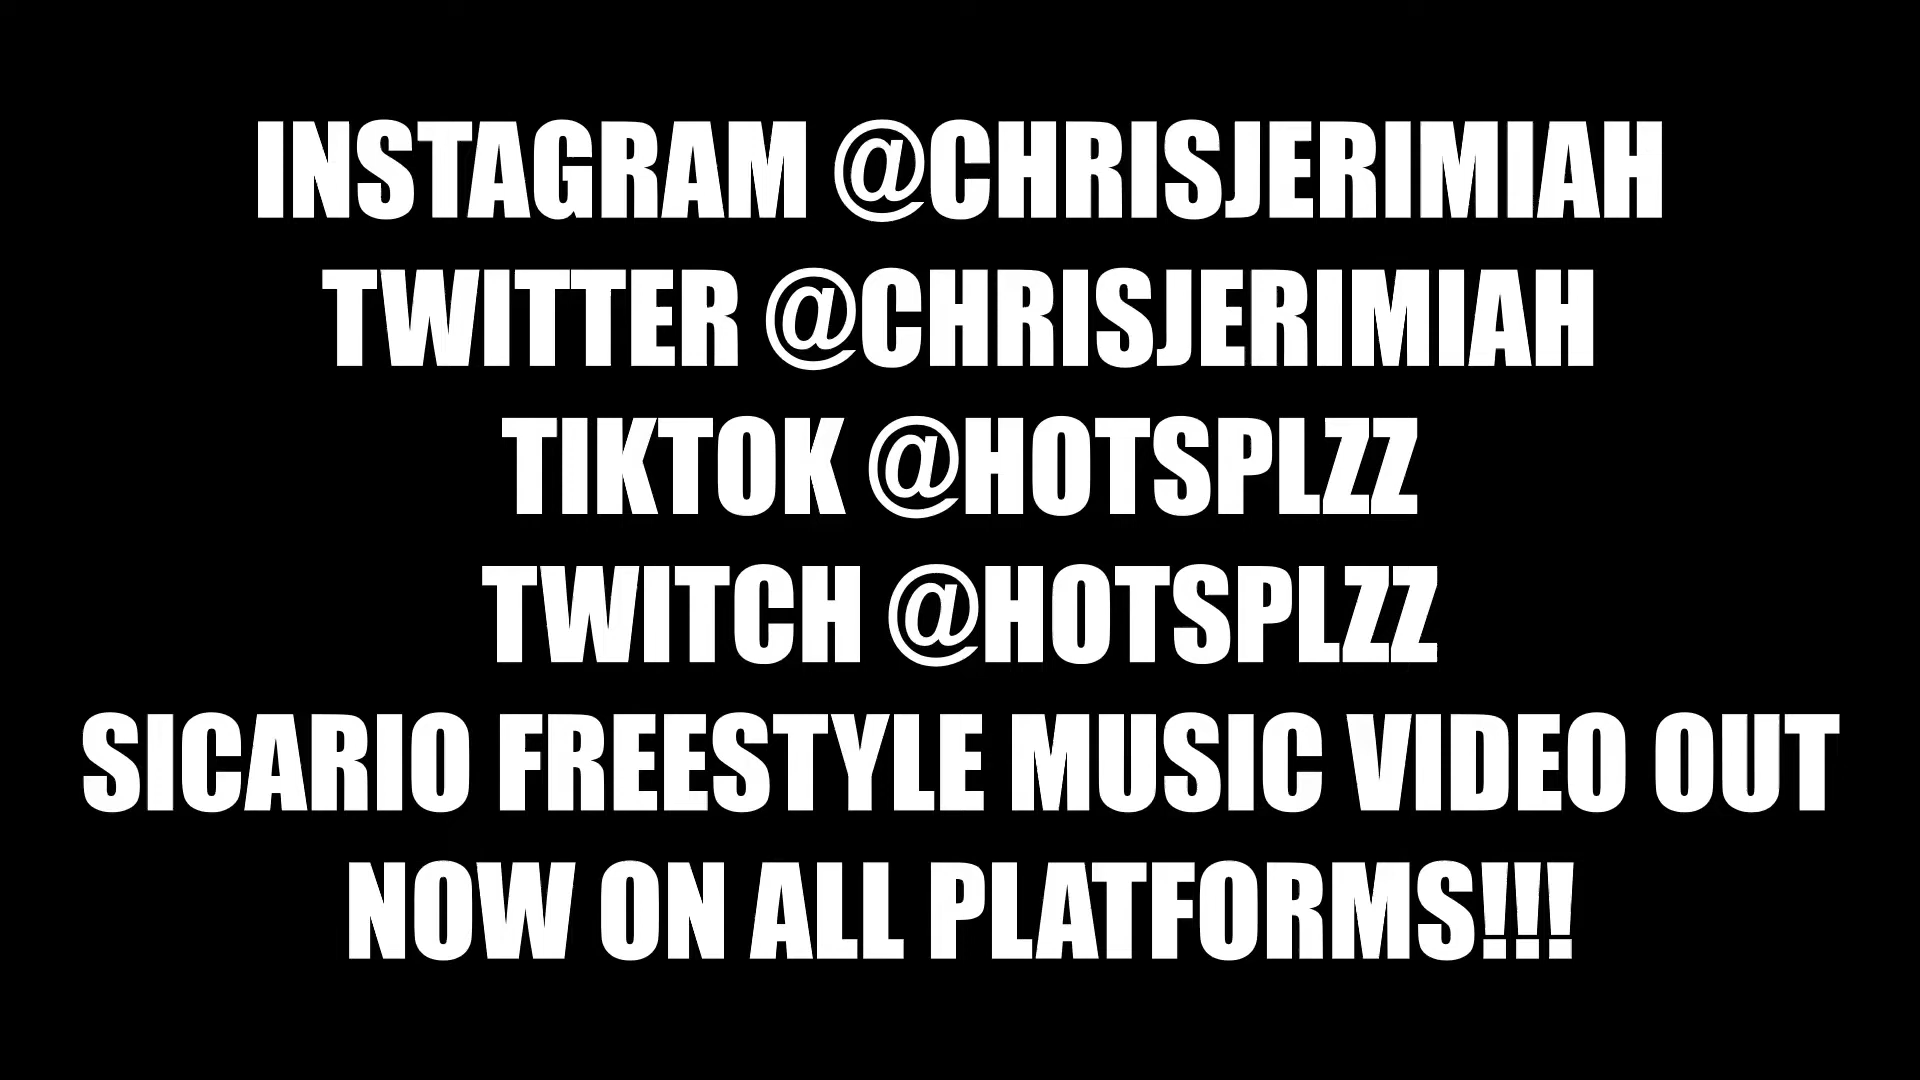 INSTAGRAM @CHRISJERIMIAH
TWITTER @CHRISJERIMIAH
TIKTOK @HOTSPLZZ
TWITCH @HOTSPLZZ
SICARIO FREESTYLE MUSIC VIDEO OUT
NOW ON ALL PLATFORMS!!!